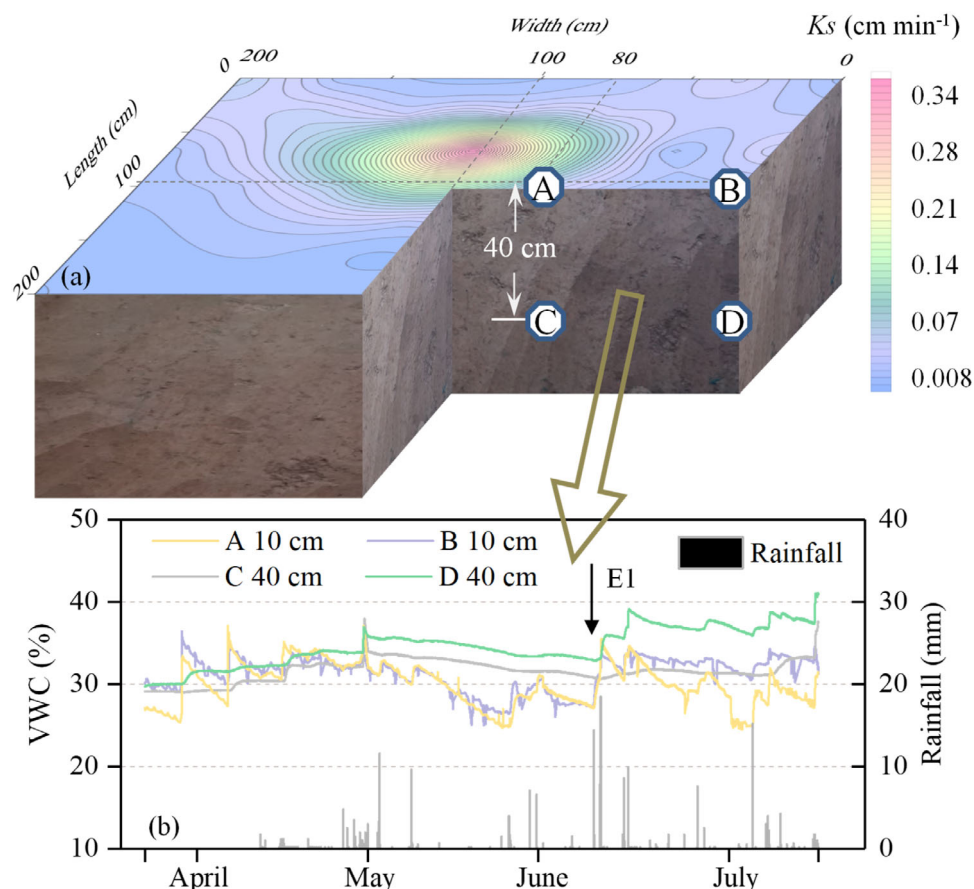 Width (cm)
Ks (cm min-1)
0 200 100 80 0
Length (cm)
100
200
(a)
A
B
40 cm
C
D
0.34
0.28
0.21
0.14
0.07
0.008
50
40
30
20
10
VWC (%)
A 10 cm
B 10 cm
C 40 cm
D 40 cm
E1
Rainfall
40
30
20
10
0
Rainfall (mm)
(b)
April May June July